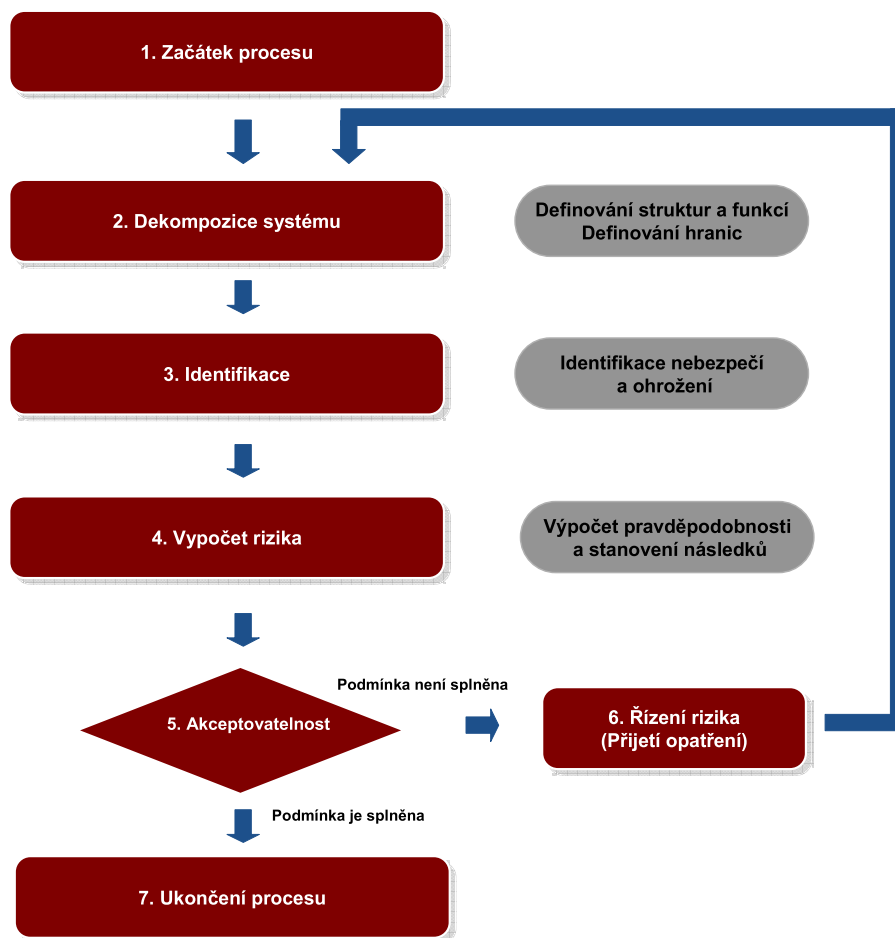 1. Začátek procesu
2. Dekompozice systému
Definování struktur a funkcí
Definování hranic
3. Identifikace
Identifikace nebezpečí
a ohrožení
4. Vypočet rizika
Výpočet pravděpodobnosti
a stanovení následků
Podmínka není splněna
5. Akceptovatelnost
6. Řízení rizika
(Přijetí opatření)
Podmínka je splněna
7. Ukončení procesu